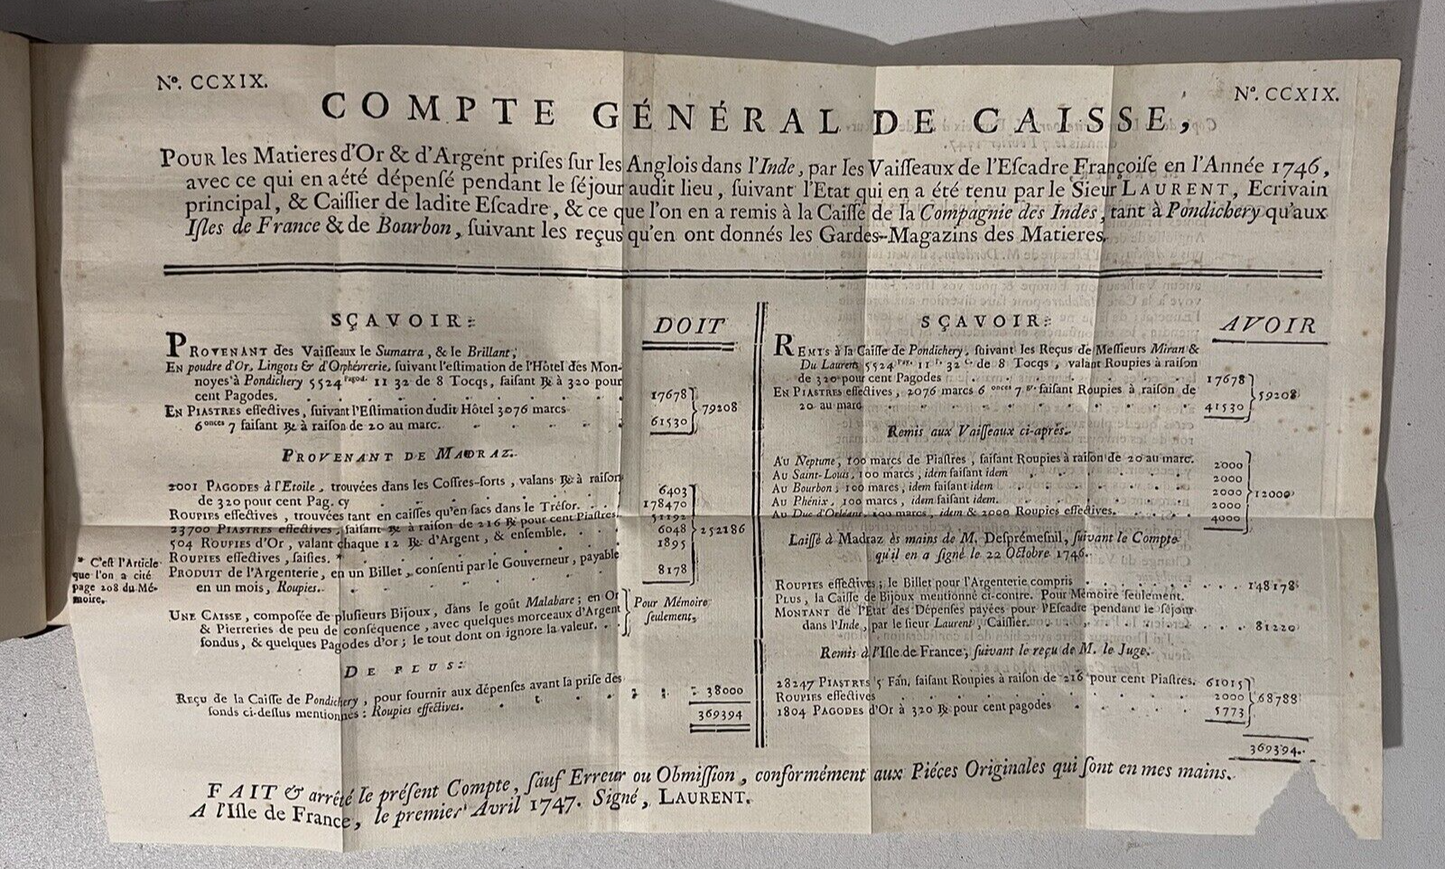 Nº. CCXIX.
Nº. CCXIX.
COMPTE GÉNÉRAL DE CAISSE,
POUR les Matieres d'Or & d'Argent priſes ſur les Anglois dans l'Inde, par les Vaiſſeaux de l'Eſcadre Françoiſe en l'Année 1746,
avec ce qui en a été dépenſé pendant le ſéjour audit lieu, ſuivant l'Etat qui en a été tenu par le Sieur LAURENT, Ecrivain
principal, & Caiſſier de ladite Eſcadre, & ce que l'on en a remis à la Caiſſe de la Compagnie des Indes, tant à Pondichery qu'aux
Iſles de France & de Bourbon, ſuivant les reçus qu'en ont donnés les Gardes-Magazins des Matieres.
SÇAVOIR:
DOIT
PROVENANT des Vaiſſeaux le Sumatra, & le Brillant;
EN poudre d'Or, Lingots & d'Orphévrerie, ſuivant l'eſtimation de l'Hôtel des Mon-
noyes à Pondichery 5524 Pagod. 11 32 de 8 Tocqs, faiſant ℞ à 320 pour
cent Pagodes. 17678
EN PIASTRES effectives, ſuivant l'Eſtimation dudit Hôtel 3076 marcs
79208
6 onces 7 faiſant ℞ à raiſon de 20 au marc. 61530
PROVENANT DE MADRAZ.
2001 PAGODES à l'Etoile, trouvées dans les Coffres-forts, valans ℞ à raiſon
de 320 pour cent Pag. cy 6403
ROUPIES effectives, trouvées tant en caiſſes qu'en ſacs dans le Tréſor. 178470
23700 PIASTRES effectives, faiſant ℞ à raiſon de 216 ℞ pour cent Piaſtres. 51192
504 ROUPIES d'Or, valant chaque 12 ℞ d'Argent, & enſemble. 6048
252186
ROUPIES effectives, ſaiſies. * 1895
PRODUIT de l'Argenterie, en un Billet, conſenti par le Gouverneur, payable
en un mois, Roupies. 8178
* C'eſt l'Article
que l'on a cité
page 208 du Mé-
moire.
UNE CAISSE, compoſée de pluſieurs Bijoux, dans le goût Malabare; en Or
& Pierreries de peu de conſéquence, avec quelques morceaux d'Argent
fondus, & quelques Pagodes d'or; le tout dont on ignore la valeur.
Pour Mémoire
ſeulement,
DE PLUS:
REÇU de la Caiſſe de Pondichery, pour fournir aux dépenſes avant la priſe des
fonds ci-deſſus mentionnés: Roupies effectives. 38000
369394
SÇAVOIR:
AVOIR
REMIS à la Caiſſe de Pondichery, ſuivant les Reçus de Meſſieurs Miran &
Du Laurens 5524 Pag. 11 F. 32 C. de 8 Tocqs, valant Roupies à raiſon
de 320 pour cent Pagodes 17678
EN PIASTRES effectives, 2076 marcs 6 onces 7 g. faiſant Roupies à raiſon de
59208
20 au marc 41530
Remis aux Vaiſſeaux ci-après.
AU Neptune, 100 marcs de Piaſtres, faiſant Roupies à raiſon de 20 au marc. 2000
AU Saint-Louis, 100 marcs, idem faiſant idem 2000
AU Bourbon, 100 marcs, idem faiſant idem 2000
12000
AU Phénix, 100 marcs, idem faiſant idem. 2000
AU Duc d'Orléans, 100 marcs, idem & 2000 Roupies effectives. 4000
Laiſſé à Madraz ès mains de M. Deſprémeſnil, ſuivant le Compte
qu'il en a ſigné le 22 Octobre 1746.
ROUPIES effectives; le Billet pour l'Argenterie compris 148178
PLUS, la Caiſſe de Bijoux mentionné ci-contre. Pour Mémoire ſeulement.
MONTANT de l'Etat des Dépenſes payées pour l'Eſcadre pendant le ſéjour
dans l'Inde, par le ſieur Laurent, Caiſſier. 81220
Remis à l'Iſle de France, ſuivant le reçu de M. le Juge.
28247 PIASTRES 5 Fan. faiſant Roupies à raiſon de 216 pour cent Piaſtres. 61015
ROUPIES effectives 2000
68788
1804 PAGODES d'Or à 320 ℞ pour cent pagodes 5773
369394
FAIT & arrêté le préſent Compte, ſauf Erreur ou Obmiſſion, conformément aux Piéces Originales qui ſont en mes mains.
A l'Iſle de France, le premier Avril 1747. Signé, LAURENT.